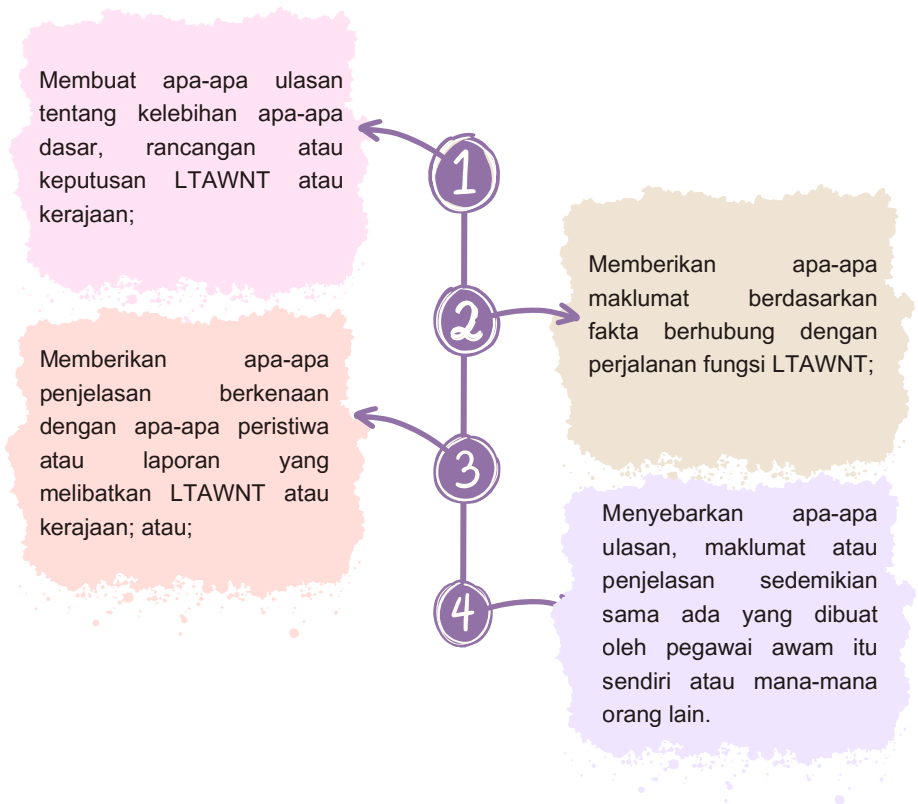 Membuat apa-apa ulasan
tentang kelebihan apa-apa
dasar, rancangan atau
keputusan LTAWNT atau
kerajaan;
1
Memberikan apa-apa
maklumat berdasarkan
fakta berhubung dengan
perjalanan fungsi LTAWNT;
2
Memberikan apa-apa
penjelasan berkenaan
dengan apa-apa peristiwa
atau laporan yang
melibatkan LTAWNT atau
kerajaan; atau;
3
Menyebarkan apa-apa
ulasan, maklumat atau
penjelasan sedemikian
sama ada yang dibuat
oleh pegawai awam itu
sendiri atau mana-mana
orang lain.
4